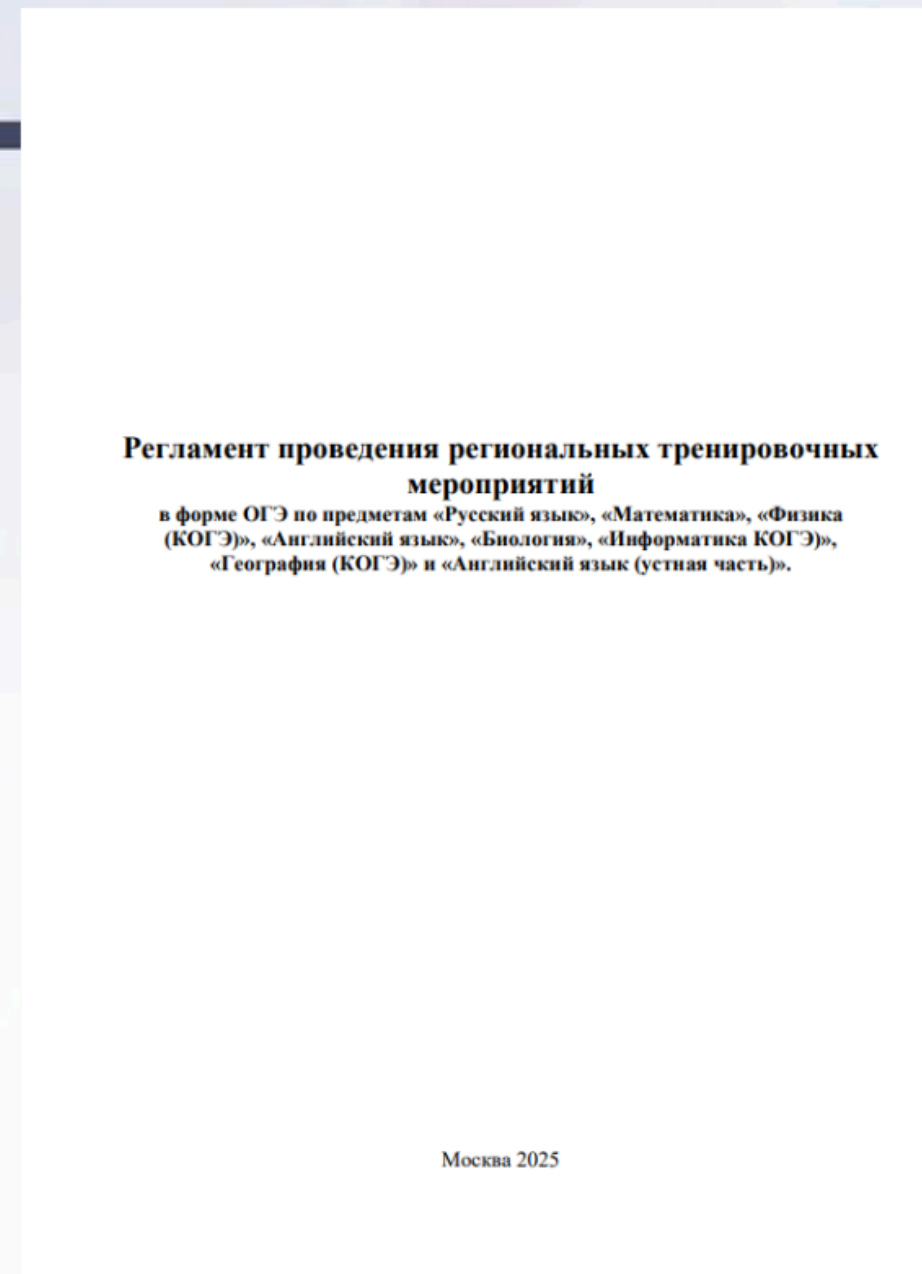 Регламент проведения региональных тренировочных
мероприятий
в форме ОГЭ по предметам «Русский язык», «Математика», «Физика
(КОГЭ)», «Английский язык», «Биология», «Информатика КОГЭ)»,
«География (КОГЭ)» и «Английский язык (устная часть)».
Москва 2025